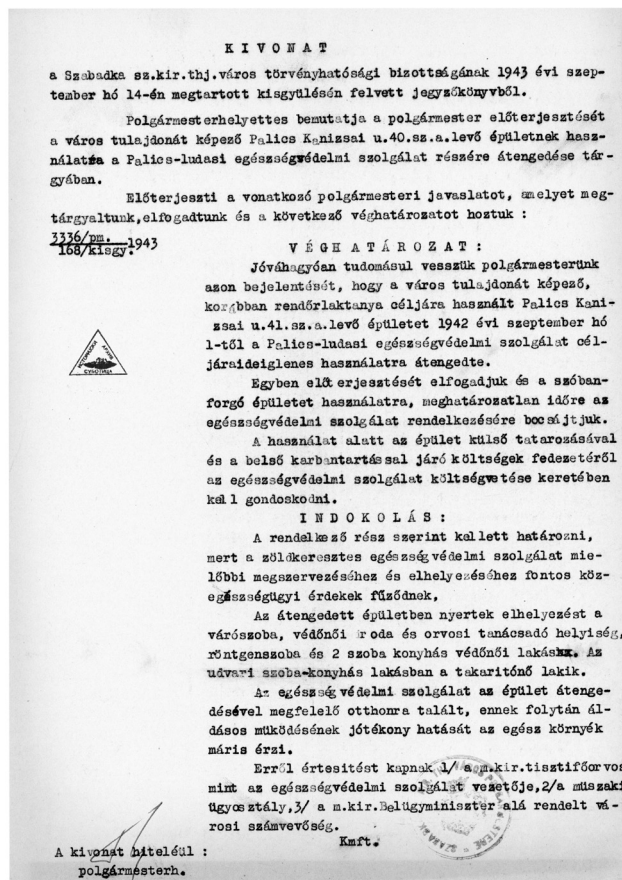 K I V O N A T
a Szabadka sz.kir.thj.város törvényhatósági bizottságának 1943 évi szep-
tember hó 14-én megtartott kisgyülésén felvett jegyzőkönyvből.
Polgármesterhelyettes bemutatja a polgármester előterjesztését
a város tulajdonát képező Palics Kanizsai u.40.sz.a.levő épületnek hasz-
nálatra a Palics-ludasi egészségvédelmi szolgálat részére átengedése tár-
gyában.
Előterjeszti a vonatkozó polgármesteri javaslatot, amelyet meg-
tárgyaltunk,elfogadtunk és a következő véghatározatot hoztuk :
3336/pm.
168/kisgy.1943
V É G H A T Á R O Z A T :
Jóváhagyóan tudomásul vesszük polgármesterünk
azon bejelentését, hogy a város tulajdonát képező,
korábban rendőrlaktanya céljára használt Palics Kani-
zsai u.41.sz.a.levő épületet 1942 évi szeptember hó
1-től a Palics-ludasi egészségvédelmi szolgálat cél-
járaideiglenes használatra átengedte.
Egyben előt erjesztését elfogadjuk és a szóban-
forgó épületet használatra, meghatározatlan időre az
egészségvédelmi szolgálat rendelkezésére bocsájtjuk.
A használat alatt az épület külső tatarozásával
és a belső karbantartással járó költségek fedezetéről
az egészségvédelmi szolgálat költségvetése keretében
kell gondoskodni.
I N D O K O L Á S :
A rendelkező rész szerint kellett határozni,
mert a zöldkeresztes egészségvédelmi szolgálat mie-
lőbbi megszervezéséhez és elhelyezéséhez fontos köz-
egészségügyi érdekek fűződnek,
Az átengedett épületben nyertek elhelyezést a
várószoba, védőnői iroda és orvosi tanácsadó helyiség,
röntgenszoba és 2 szoba konyhás védőnői lakás. Az
udvari szoba-konyhás lakásban a takaritónő lakik.
Az egészségvédelmi szolgálat az épület átenge-
désével megfelelő otthonra talált, ennek folytán ál-
dásos müködésének jótékony hatását az egész környék
máris érzi.
Erről értesitést kapnak 1/ a m.kir.tisztifőorvos
mint az egészségvédelmi szolgálat vezetője,2/a müszaki
ügyosztály,3/ a m.kir.Belügyminiszter alá rendelt vá-
rosi számvevőség.
Kmft.
A kivonat hiteléül :
polgármesterh.